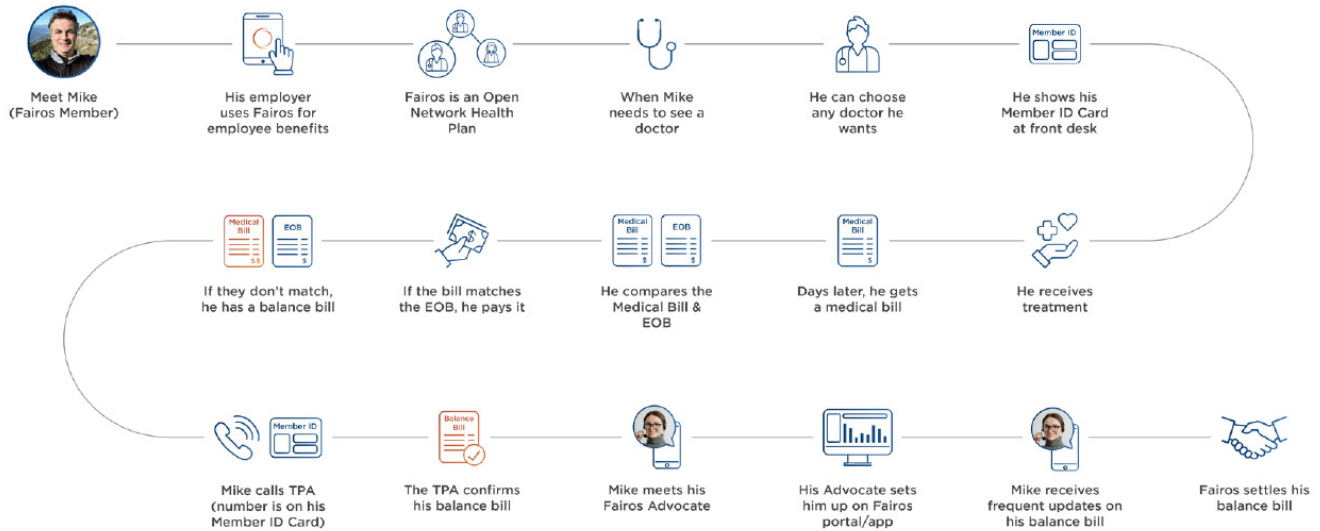 Member ID
Meet Mike
(Fairos Member)
His employer
uses Fairos for
employee benefits
Fairos is an Open
Network Health
Plan
When Mike
needs to see a
doctor
He can choose
any doctor he
wants
He shows his
Member ID Card
at front desk
Medical
Bill
$$
EOB
$
$
Medical
Bill
$
EOB
$
Medical
Bill
$
If they don't match,
he has a balance bill
If the bill matches
the EOB, he pays it
He compares the
Medical Bill &
EOB
Days later, he gets
a medical bill
He receives
treatment
Member ID
Balance
Bill
Mike calls TPA
(number is on his
Member ID Card)
The TPA confirms
his balance bill
Mike meets his
Fairos Advocate
His Advocate sets
him up on Fairos
portal/app
Mike receives
frequent updates on
his balance bill
Fairos settles his
balance bill